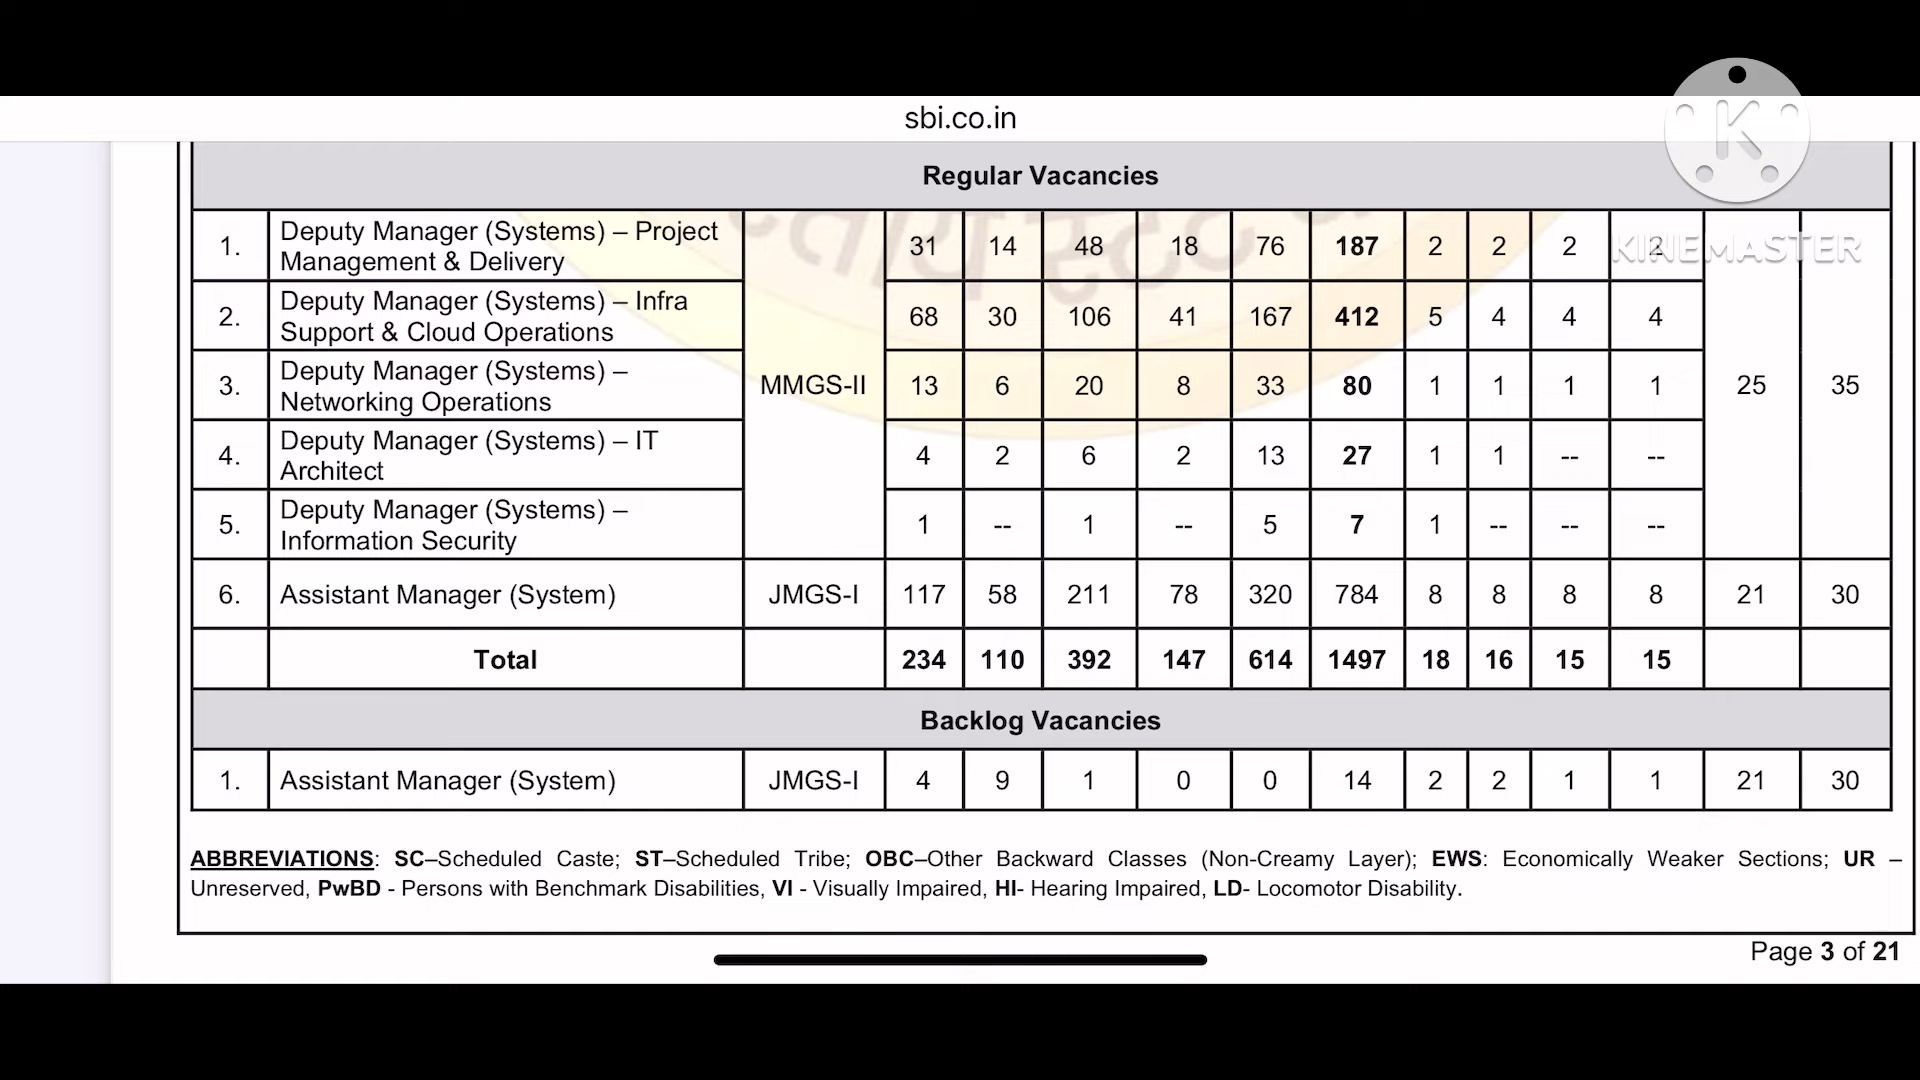 sbi.co.in
K
KINEMASTER
Regular Vacancies
1. Deputy Manager (Systems) – Project Management & Delivery 31 14 48 18 76 187 2 2 2 2
2. Deputy Manager (Systems) – Infra Support & Cloud Operations 68 30 106 41 167 412 5 4 4 4
3. Deputy Manager (Systems) – Networking Operations MMGS-II 13 6 20 8 33 80 1 1 1 1 25 35
4. Deputy Manager (Systems) – IT Architect 4 2 6 2 13 27 1 1 -- --
5. Deputy Manager (Systems) – Information Security 1 -- 1 -- 5 7 1 -- -- --
6. Assistant Manager (System) JMGS-I 117 58 211 78 320 784 8 8 8 8 21 30
Total 234 110 392 147 614 1497 18 16 15 15
Backlog Vacancies
1. Assistant Manager (System) JMGS-I 4 9 1 0 0 14 2 2 1 1 21 30
ABBREVIATIONS: SC–Scheduled Caste; ST–Scheduled Tribe; OBC–Other Backward Classes (Non-Creamy Layer); EWS: Economically Weaker Sections; UR –
Unreserved, PwBD - Persons with Benchmark Disabilities, VI - Visually Impaired, HI- Hearing Impaired, LD- Locomotor Disability.
Page 3 of 21